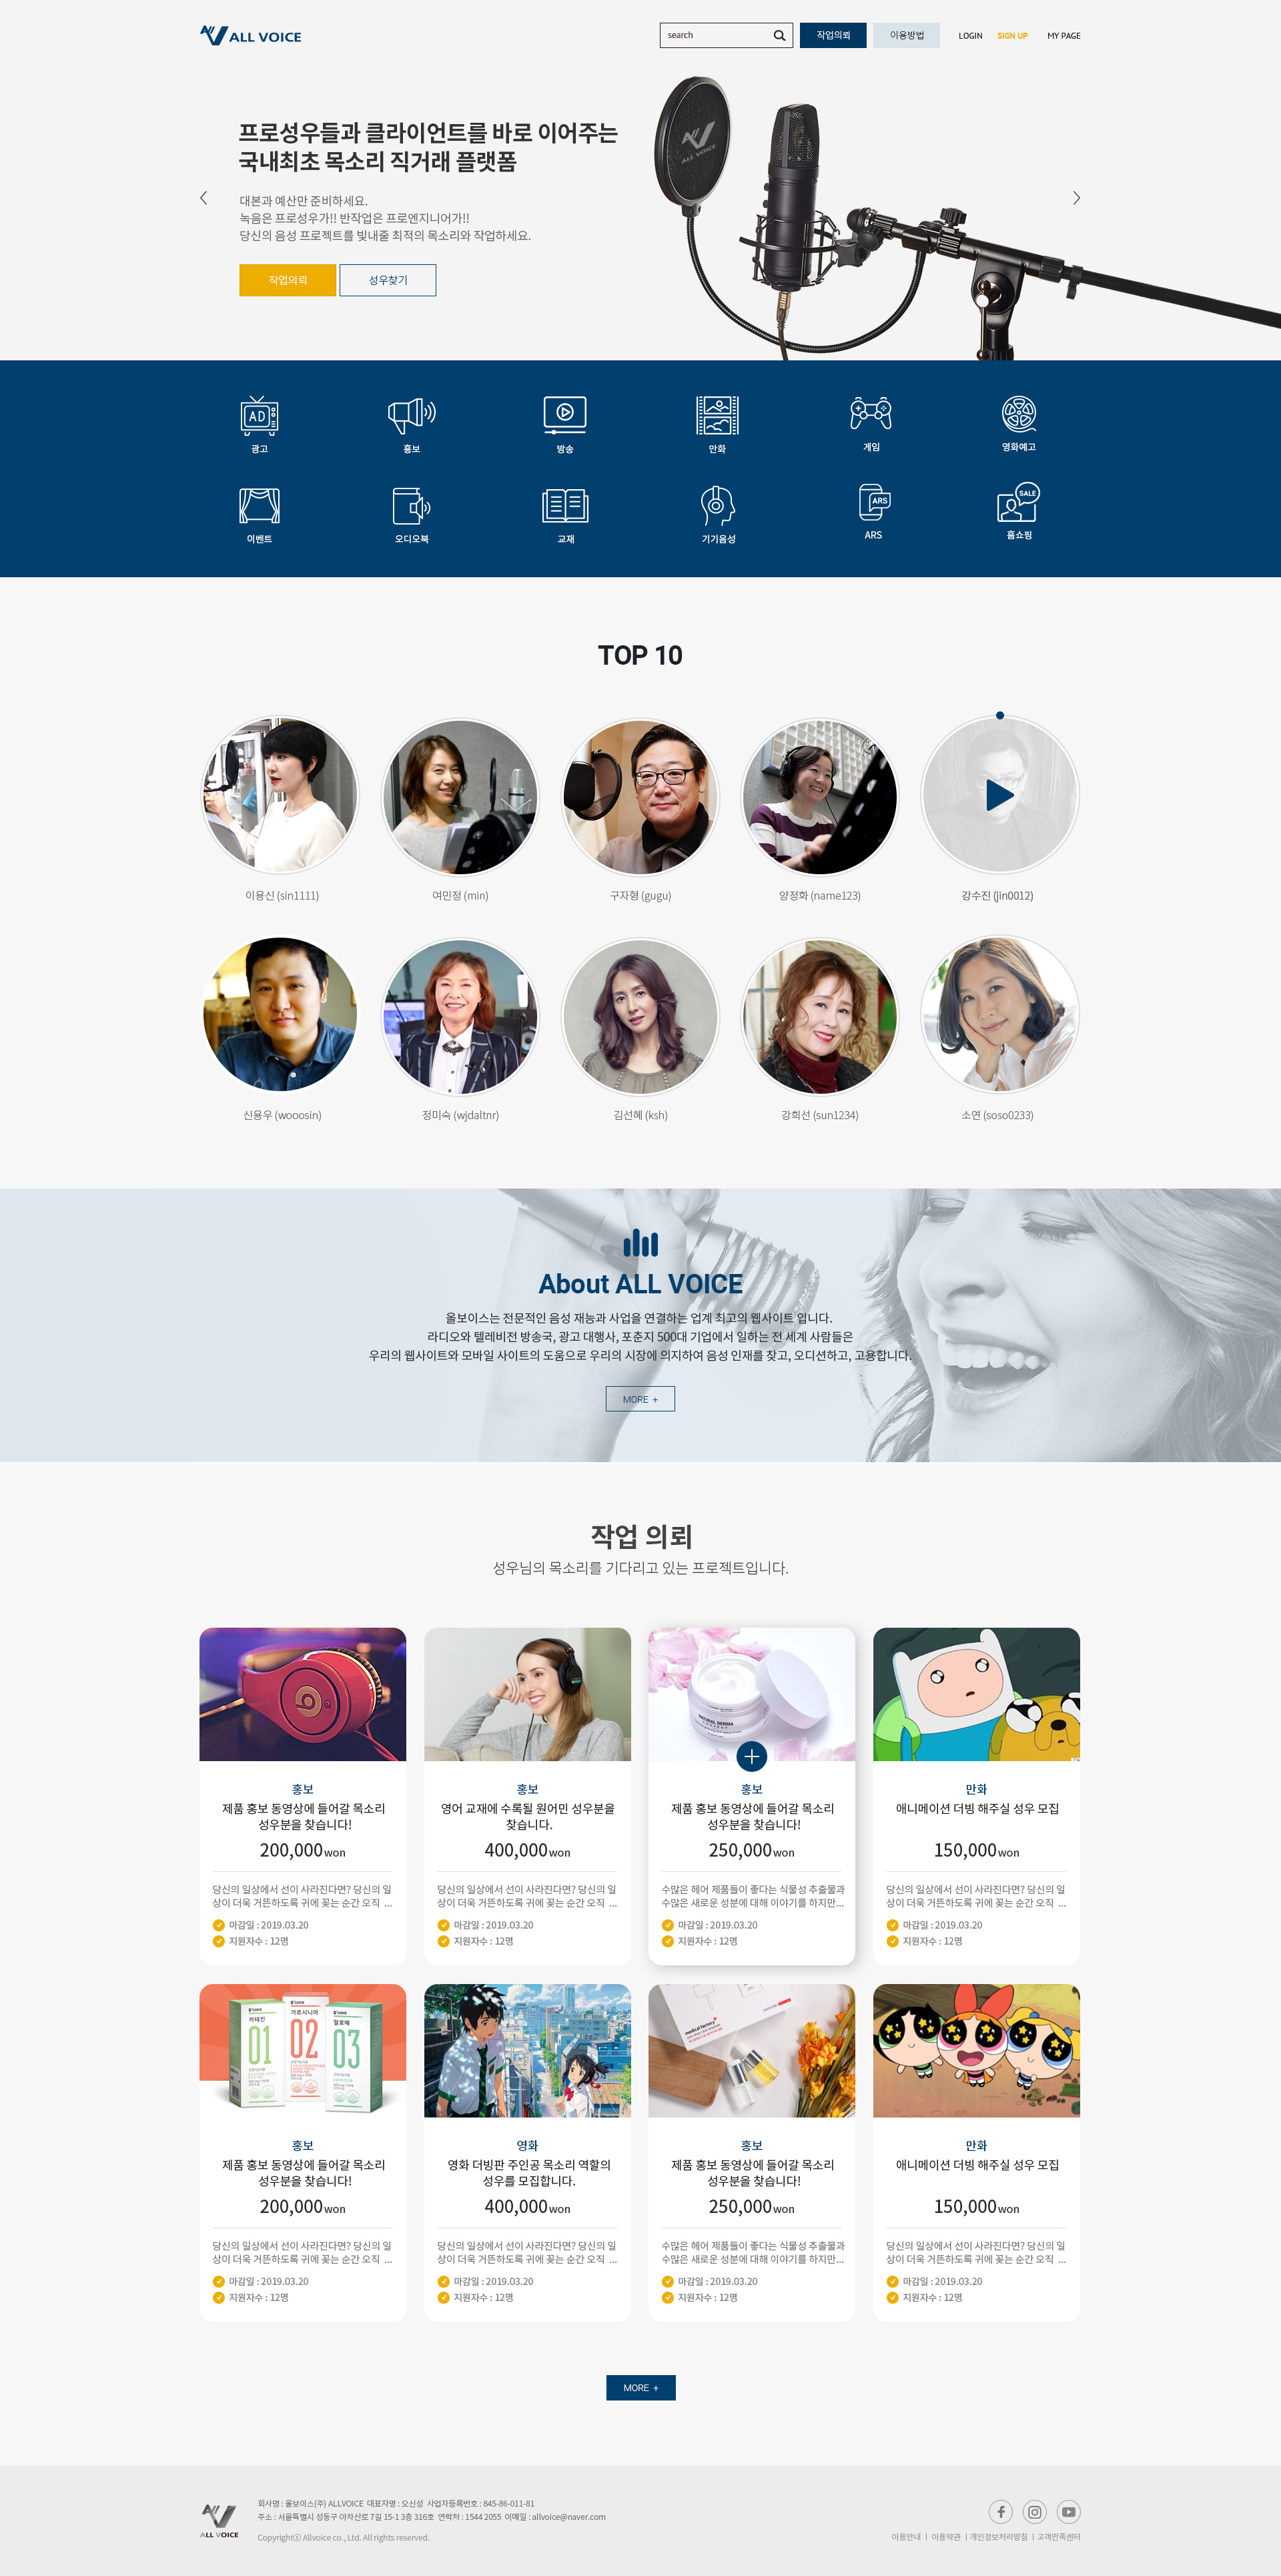 ALL VOICE
search
작업의뢰
이용방법
LOGIN
SIGN UP
MY PAGE
프로성우들과 클라이언트를 바로 이어주는
국내최초 목소리 직거래 플랫폼
대본과 예산만 준비하세요.
녹음은 프로성우가!! 반작업은 프로엔지니어가!!
당신의 음성 프로젝트를 빛내줄 최적의 목소리와 작업하세요.
작업의뢰
성우찾기
ALL VOICE
AD
광고
홍보
방송
만화
게임
영화예고
이벤트
오디오북
교재
기기음성
ARS
ARS
SALE
홈쇼핑
TOP 10
이용신 (sin1111)
여민정 (min)
구자형 (gugu)
양정화 (name123)
강수진 (jin0012)
신용우 (wooosin)
정미숙 (wjdaltnr)
김선혜 (ksh)
강희선 (sun1234)
소연 (soso0233)
About ALL VOICE
올보이스는 전문적인 음성 재능과 사업을 연결하는 업계 최고의 웹사이트 입니다.
라디오와 텔레비전 방송국, 광고 대행사, 포춘지 500대 기업에서 일하는 전 세계 사람들은
우리의 웹사이트와 모바일 사이트의 도움으로 우리의 시장에 의지하여 음성 인재를 찾고, 오디션하고, 고용합니다.
MORE +
작업 의뢰
성우님의 목소리를 기다리고 있는 프로젝트입니다.
홍보
제품 홍보 동영상에 들어갈 목소리
성우분을 찾습니다!
200,000won
당신의 일상에서 선이 사라진다면? 당신의 일
상이 더욱 거뜬하도록 귀에 꽂는 순간 오직 ...
마감일 : 2019.03.20
지원자수 : 12명
홍보
영어 교재에 수록될 원어민 성우분을
찾습니다.
400,000won
당신의 일상에서 선이 사라진다면? 당신의 일
상이 더욱 거뜬하도록 귀에 꽂는 순간 오직 ...
마감일 : 2019.03.20
지원자수 : 12명
NATURAL DERMA
PROJECT
홍보
제품 홍보 동영상에 들어갈 목소리
성우분을 찾습니다!
250,000won
수많은 헤어 제품들이 좋다는 식물성 추출물과
수많은 새로운 성분에 대해 이야기를 하지만...
마감일 : 2019.03.20
지원자수 : 12명
만화
애니메이션 더빙 해주실 성우 모집
150,000won
당신의 일상에서 선이 사라진다면? 당신의 일
상이 더욱 거뜬하도록 귀에 꽂는 순간 오직 ...
마감일 : 2019.03.20
지원자수 : 12명
카테킨
01
가르시니아
02
알로에
03
홍보
제품 홍보 동영상에 들어갈 목소리
성우분을 찾습니다!
200,000won
당신의 일상에서 선이 사라진다면? 당신의 일
상이 더욱 거뜬하도록 귀에 꽂는 순간 오직 ...
마감일 : 2019.03.20
지원자수 : 12명
영화
영화 더빙판 주인공 목소리 역할의
성우를 모집합니다.
400,000won
당신의 일상에서 선이 사라진다면? 당신의 일
상이 더욱 거뜬하도록 귀에 꽂는 순간 오직 ...
마감일 : 2019.03.20
지원자수 : 12명
medical factory
홍보
제품 홍보 동영상에 들어갈 목소리
성우분을 찾습니다!
250,000won
수많은 헤어 제품들이 좋다는 식물성 추출물과
수많은 새로운 성분에 대해 이야기를 하지만...
마감일 : 2019.03.20
지원자수 : 12명
만화
애니메이션 더빙 해주실 성우 모집
150,000won
당신의 일상에서 선이 사라진다면? 당신의 일
상이 더욱 거뜬하도록 귀에 꽂는 순간 오직 ...
마감일 : 2019.03.20
지원자수 : 12명
MORE +
ALL VOICE
회사명 : 올보이스(주) ALLVOICE 대표자명 : 오신성 사업자등록번호 : 845-86-011-81
주소 : 서울특별시 성동구 아차산로 7길 15-1 3층 316호 연락처 : 1544 2055 이메일 : allvoice@naver.com
Copyrightⓒ Allvoice co., Ltd. All rights reserved.
이용안내 | 이용약관 | 개인정보처리방침 | 고객만족센터